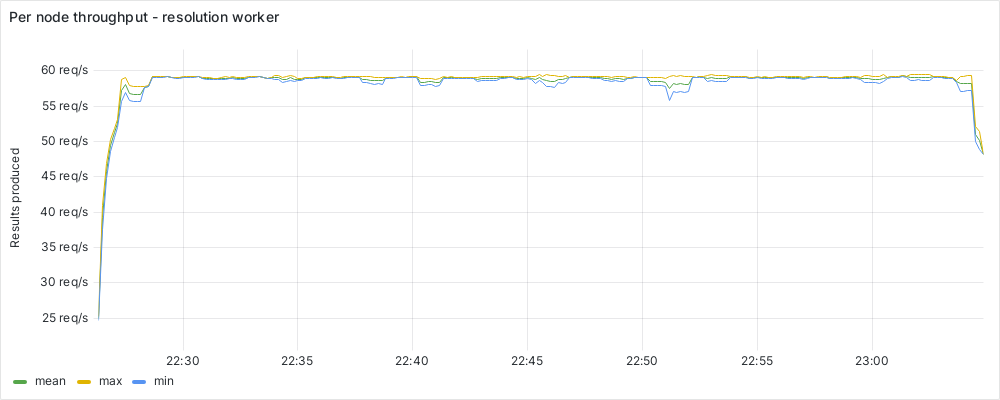 Per node throughput - resolution worker
Results produced
60 req/s
55 req/s
50 req/s
45 req/s
40 req/s
35 req/s
30 req/s
25 req/s
22:30 22:35 22:40 22:45 22:50 22:55 23:00
mean max min